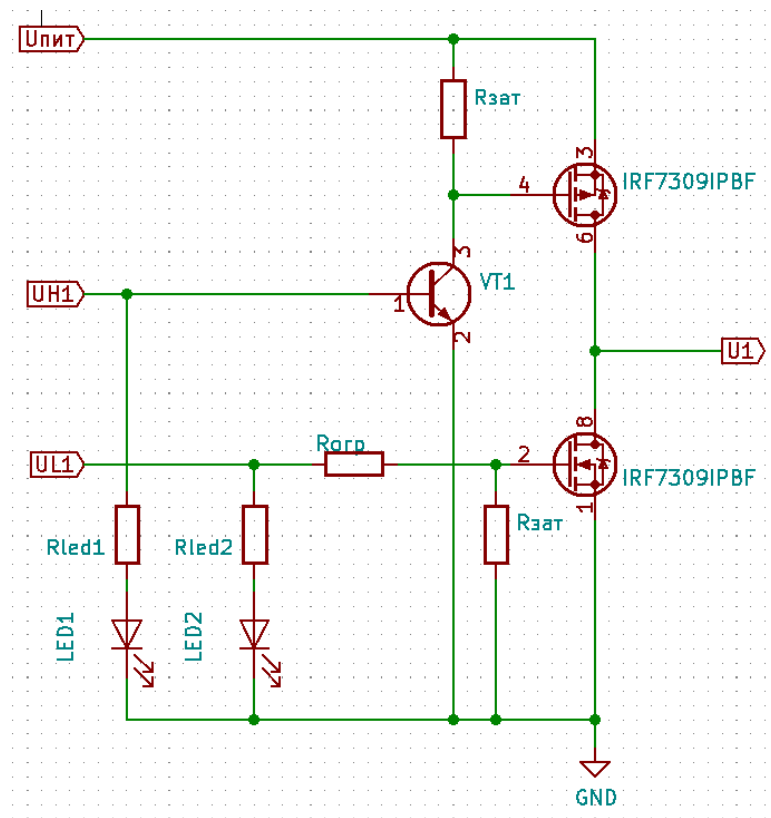 Uпит
Rзат
3
4
IRF7309IPBF
6
3
VT1
UH1
1
2
U1
8
Rогр
UL1
2
IRF7309IPBF
1
Rзат
Rled1
Rled2
LED1
LED2
GND